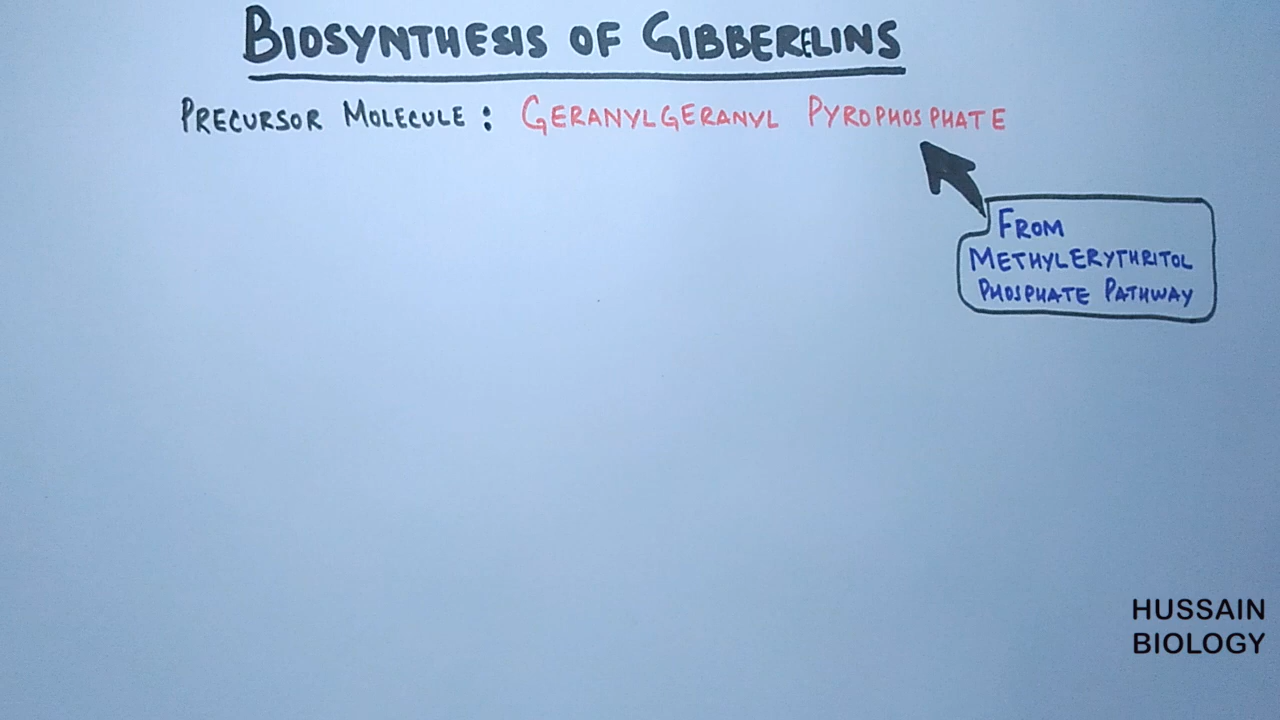 BIOSYNTHESIS OF GIBBERELINS
PRECURSOR MOLECULE : GERANYLGERANYL PYROPHOSPHATE
FROM
METHYLERYTHRITOL
PHOSPHATE PATHWAY
HUSSAIN
BIOLOGY